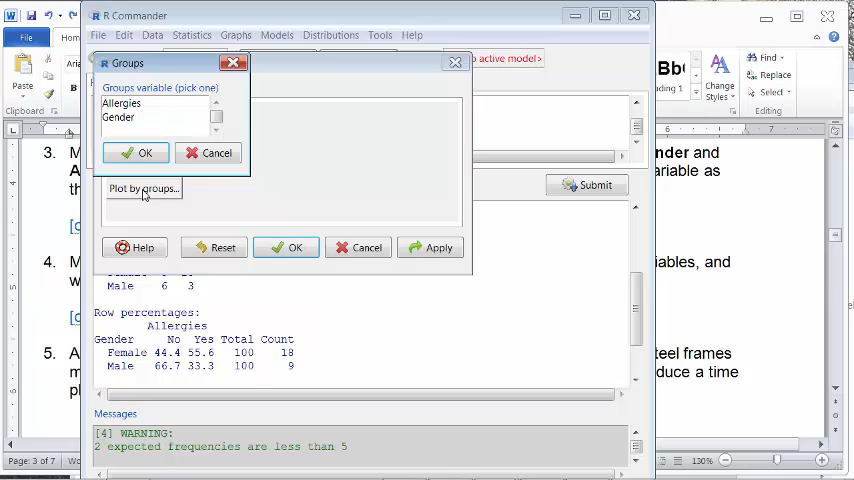 R Commander
File
Home
Paste
Clipboard
File Edit Data Statistics Graphs Models Distributions Tools Help
active model>
Groups
Groups variable (pick one)
Allergies
Gender
OK Cancel
Plot by groups...
Submit
Help Reset OK Cancel Apply
Male 6 3
Row percentages:
Allergies
Gender No Yes Total Count
Female 44.4 55.6 100 18
Male 66.7 33.3 100 9
Messages
[4] WARNING:
2 expected frequencies are less than 5
Change
Styles
Find
Replace
Select
Editing
3.
4.
5.
and
ariable as
iables, and
teel frames
duce a time
Page: 3 of 7
Wo
130%